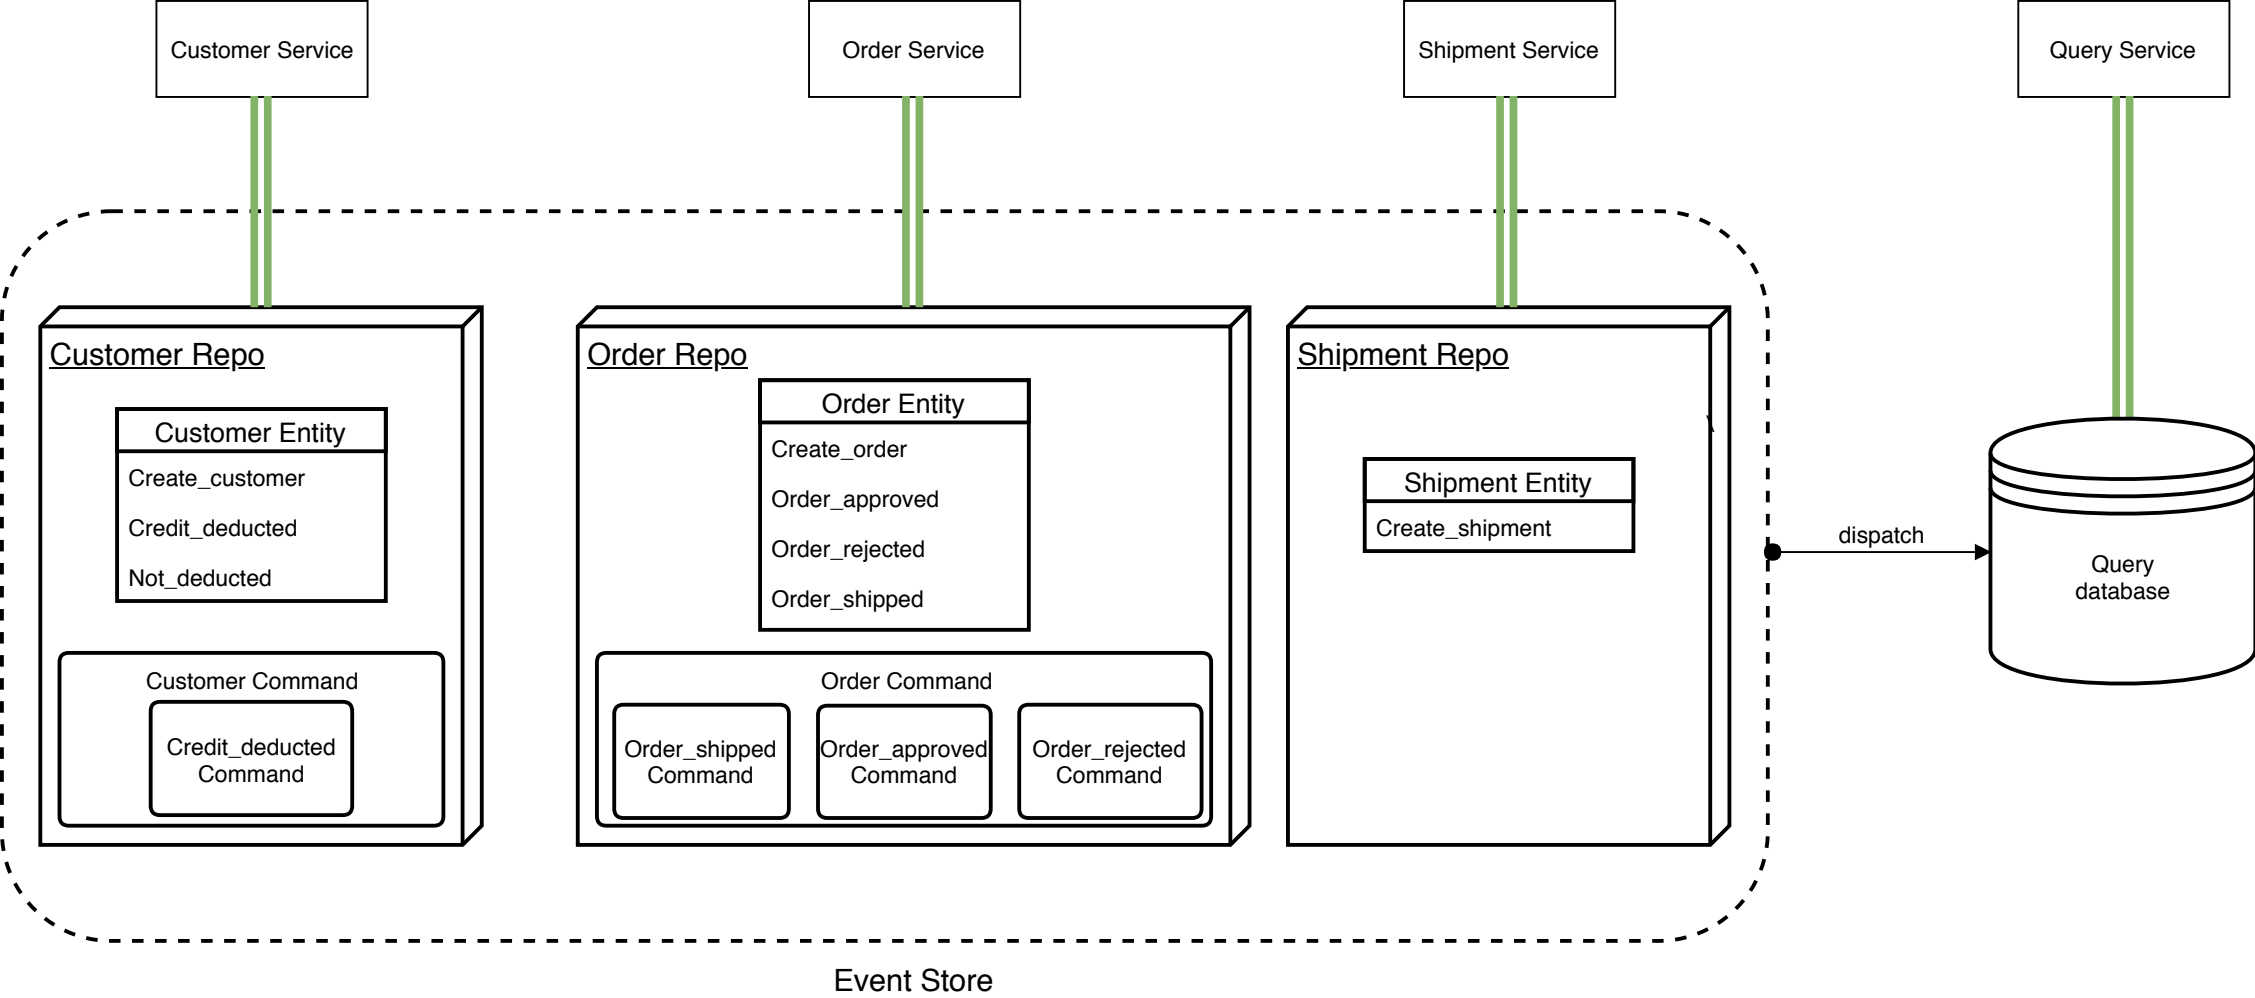 Customer Service
Order Service
Shipment Service
Query Service
Customer Repo
Customer Entity
Create_customer
Credit_deducted
Not_deducted
Customer Command
Credit_deducted
Command
Order Repo
Order Entity
Create_order
Order_approved
Order_rejected
Order_shipped
Order Command
Order_shipped
Command
Order_approved
Command
Order_rejected
Command
Shipment Repo
\
Shipment Entity
Create_shipment
dispatch
Query
database
Event Store